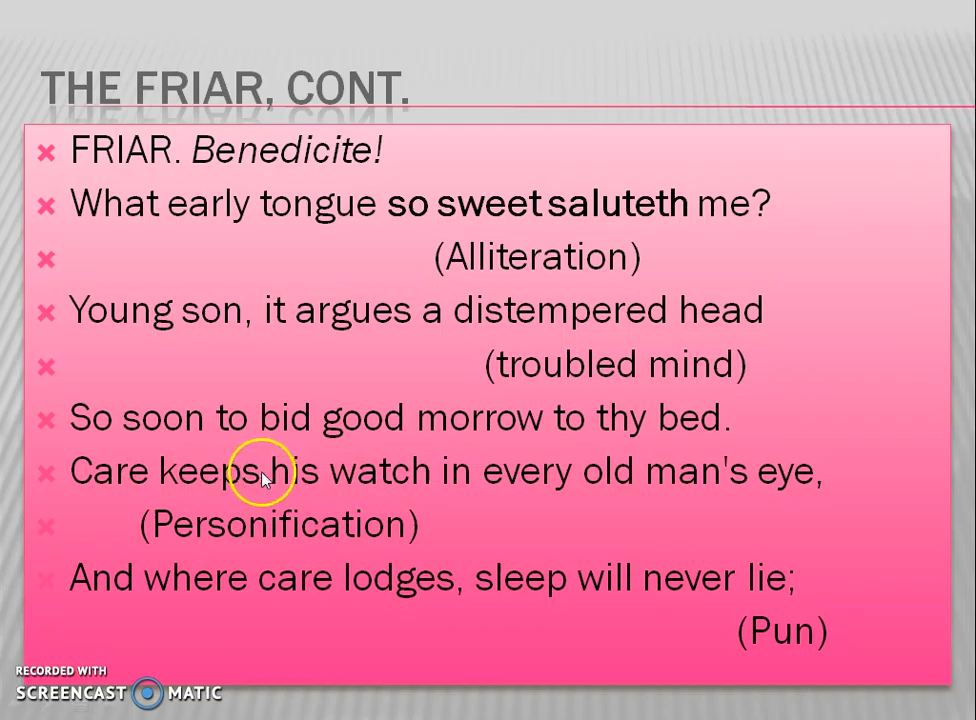 THE FRIAR, CONT.
FRIAR. Benedicite!
What early tongue so sweet saluteth me?
(Alliteration)
Young son, it argues a distempered head
(troubled mind)
So soon to bid good morrow to thy bed.
Care keeps his watch in every old man's eye,
(Personification)
And where care lodges, sleep will never lie;
(Pun)
RECORDED WITH
SCREENCAST MATIC